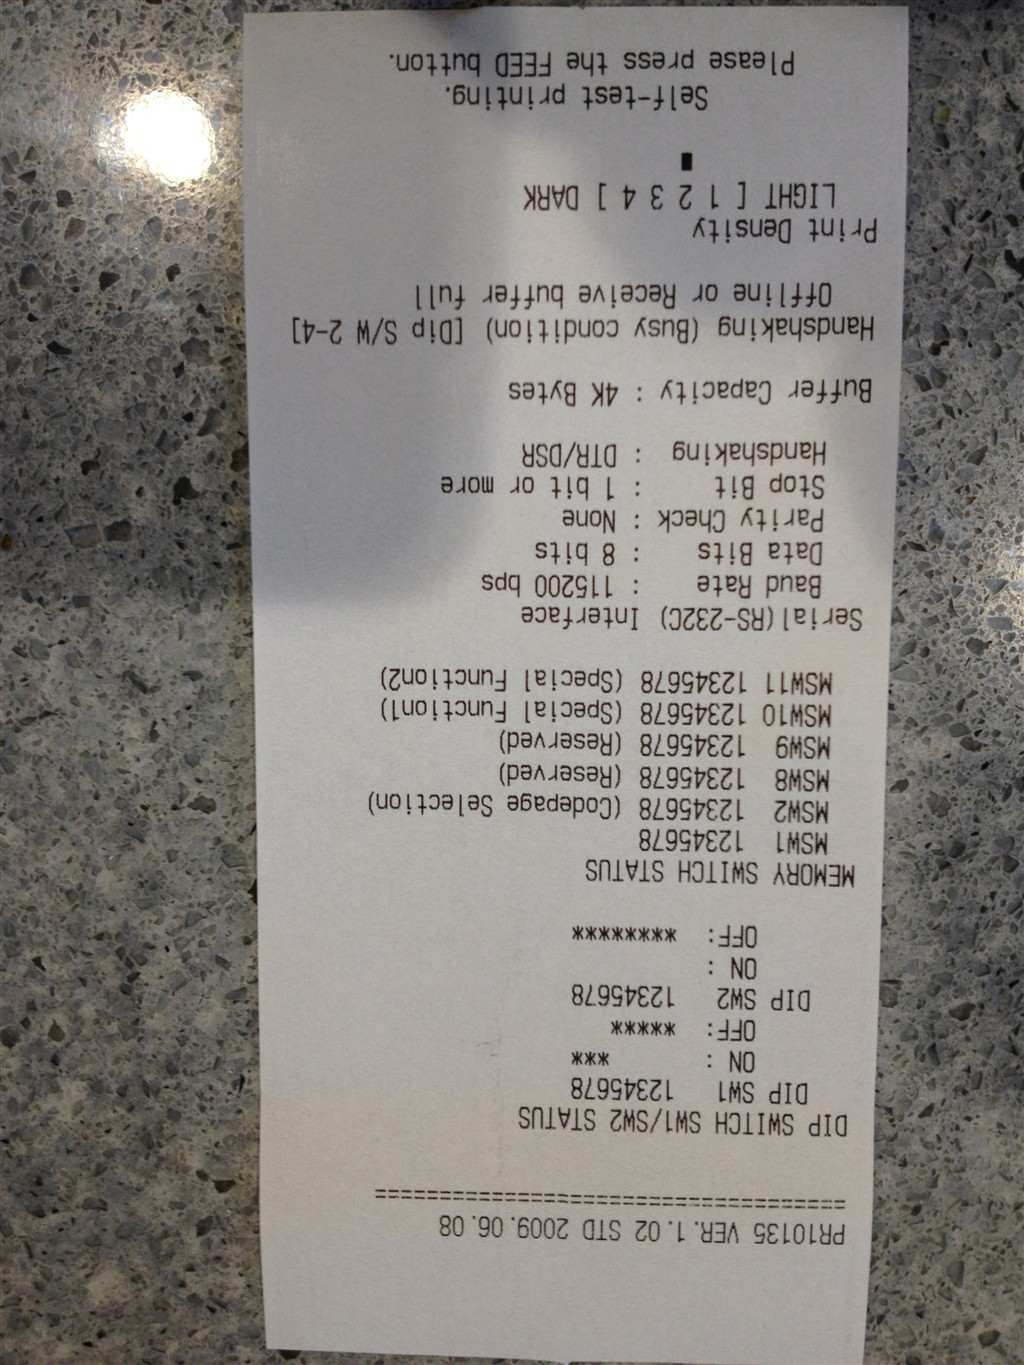 PR10135 VER.1.02 STD 2009.06.08
=====================================
DIP SWITCH SW1/SW2 STATUS
DIP SW1 12345678
ON : ***
OFF: *****
DIP SW2 12345678
ON :
OFF: ********
MEMORY SWITCH STATUS
MSW1 12345678
MSW2 12345678 (Codepage Selection)
MSW8 12345678 (Reserved)
MSW9 12345678 (Reserved)
MSW10 12345678 (Special Function1)
MSW11 12345678 (Special Function2)
Serial(RS-232C) Interface
Baud Rate : 115200 bps
Data Bits : 8 bits
Parity Check : None
Stop Bit : 1 bit or more
Handshaking : DTR/DSR
Buffer Capacity : 4K Bytes
Handshaking (Busy condition) [Dip S/W 2-4]
Offline or Receive buffer full
Print Density
LIGHT [ 1 2 3 4 ] DARK
Self-test printing.
Please press the FEED button.